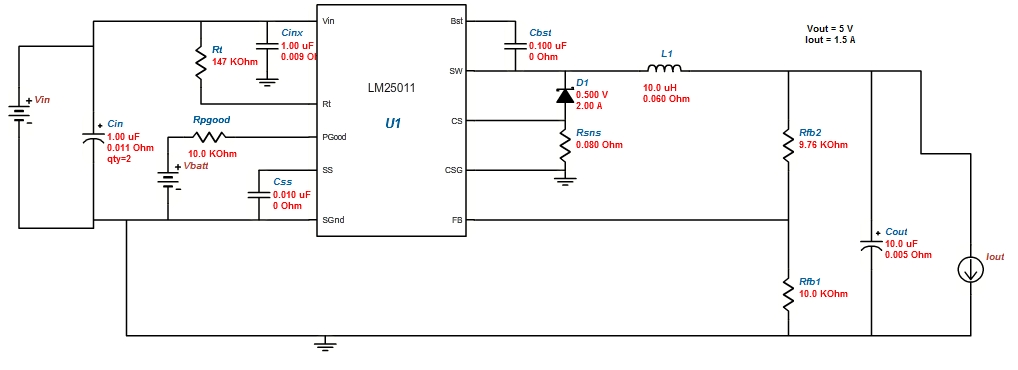 Vout = 5 V
Iout = 1.5 A
Vin
Cin
1.00 uF
0.011 Ohm
qty=2
Rt
147 KOhm
Cinx
1.00 uF
0.009 O
Rpgood
10.0 KOhm
Vbatt
Css
0.010 uF
0 Ohm
Vin
Rt
PGood
SS
SGnd
LM25011
U1
Bst
SW
CS
CSG
FB
Cbst
0.100 uF
0 Ohm
D1
0.500 V
2.00 A
Rsns
0.080 Ohm
L1
10.0 uH
0.060 Ohm
Rfb2
9.76 KOhm
Rfb1
10.0 KOhm
Cout
10.0 uF
0.005 Ohm
Iout